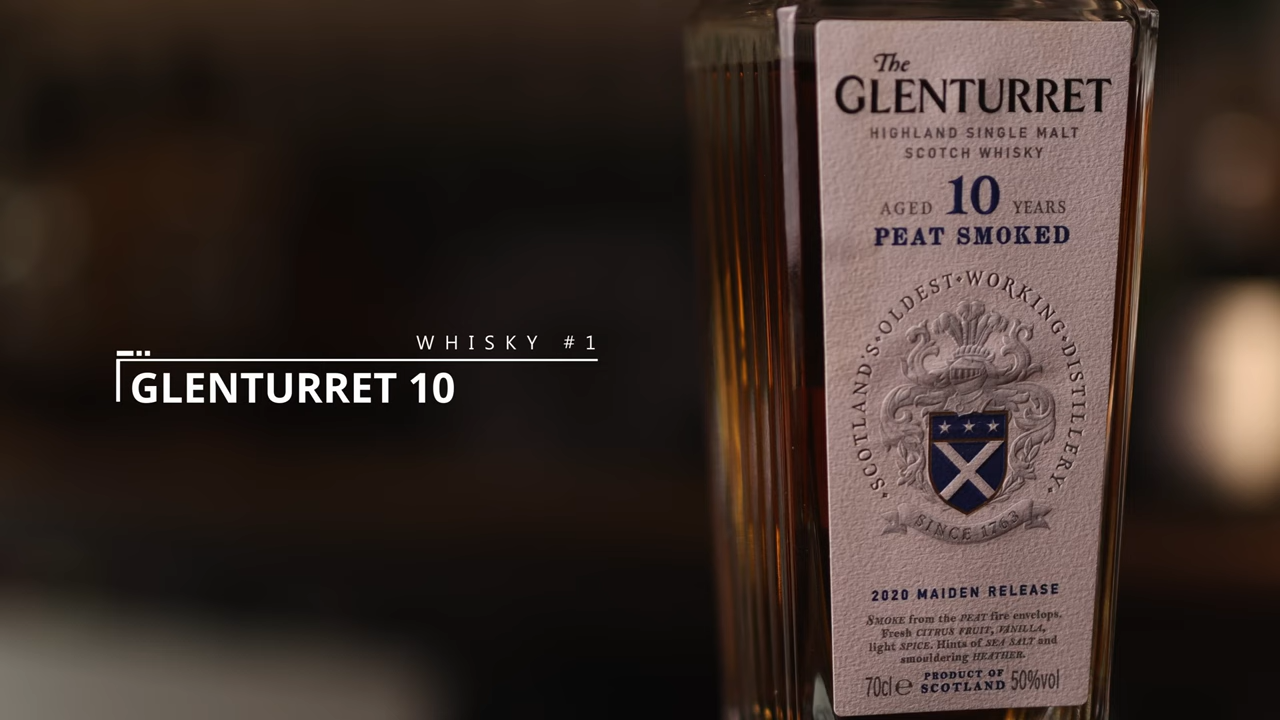 WHISKY #1
GLENTURRET 10
The
GLENTURRET
HIGHLAND SINGLE MALT
SCOTCH WHISKY
AGED 10 YEARS
PEAT SMOKED
·SCOTLAND'S·OLDEST·WORKING·DISTILLERY·
SINCE 1763
2020 MAIDEN RELEASE
SMOKE from the PEAT fire envelops.
Fresh CITRUS FRUIT, VANILLA,
light SPICE. Hints of SEA SALT and
smouldering HEATHER.
70cl e PRODUCT OF SCOTLAND 50%vol